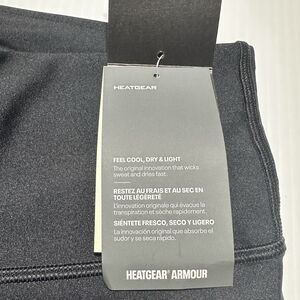 HEATGEAR
FEEL COOL, DRY & LIGHT
The original innovation that wicks
sweat and dries fast.
RESTEZ AU FRAIS ET AU SEC EN
TOUTE LÉGÈRETÉ
L'innovation originale qui évacue la
transpiration et sèche rapidement.
SIÉNTETE FRESCO, SECO Y LIGERO
La innovación original que absorbe el
sudor y se seca rápido.
HEATGEAR® ARMOUR